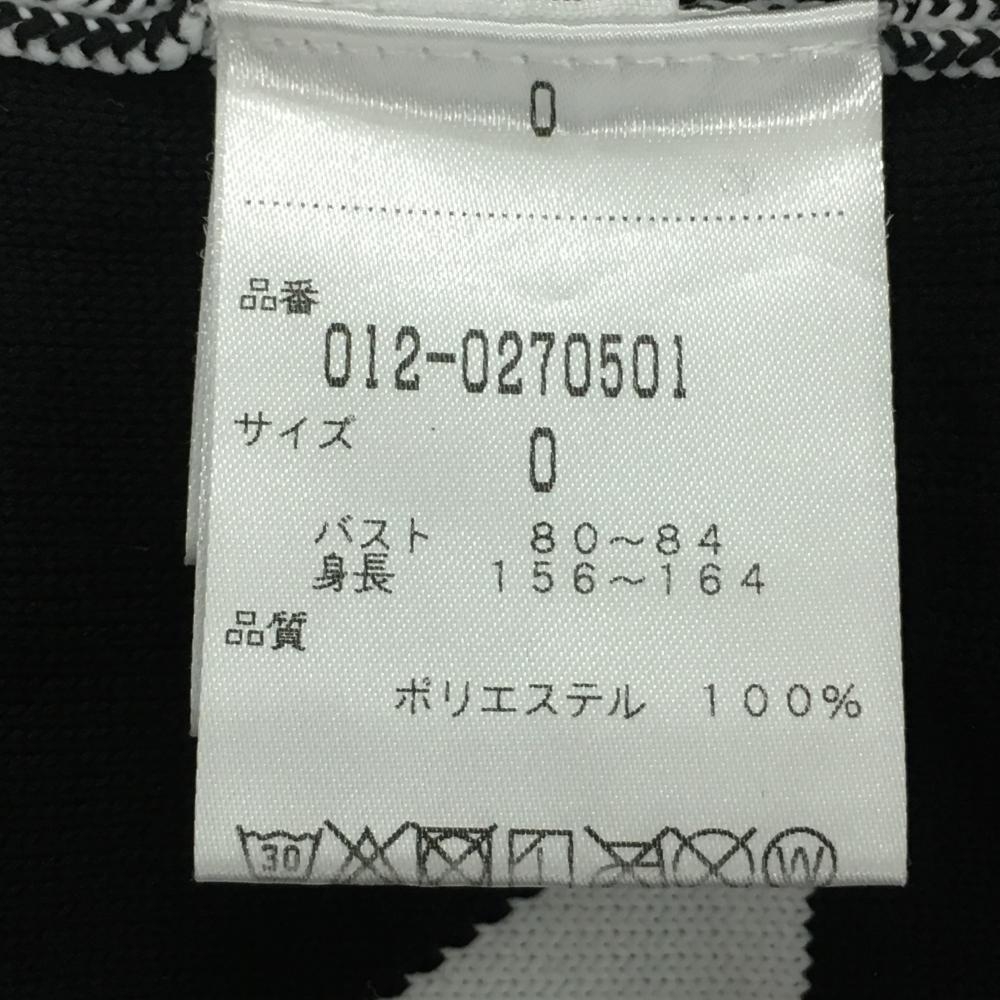 0
品番
012-0270501
サイズ
0
バスト 80～84
身長 156～164
品質
ポリエステル 100%
30 W